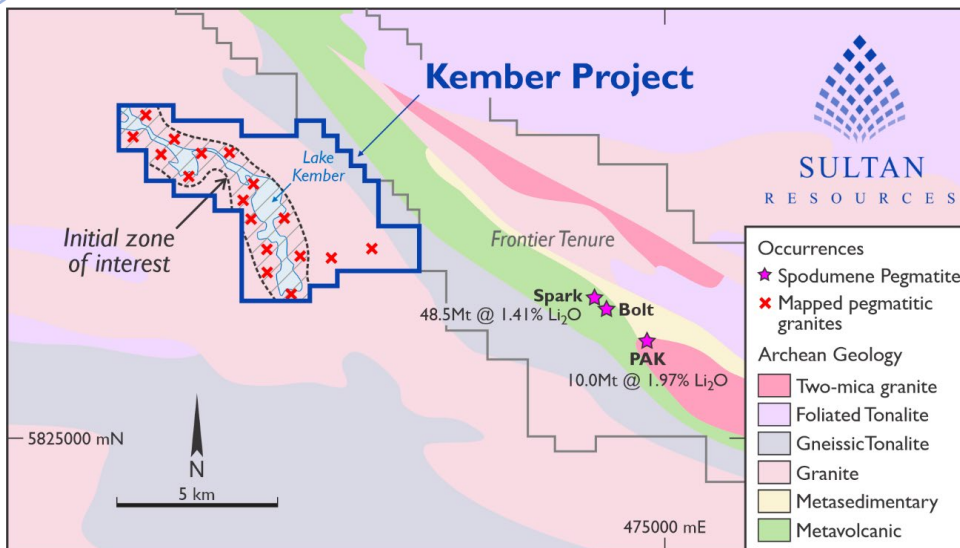 Kember Project
SULTAN
RESOURCES
Lake
Kember
Initial zone
of interest
Frontier Tenure
Spark
48.5Mt @ 1.41% Li₂O
Bolt
PAK
10.0Mt @ 1.97% Li₂O
5825000 mN
N
5 km
475000 mE
Occurrences
Spodumene Pegmatite
Mapped pegmatitic
granites
Archean Geology
Two-mica granite
Foliated Tonalite
Gneissic Tonalite
Granite
Metasedimentary
Metavolcanic